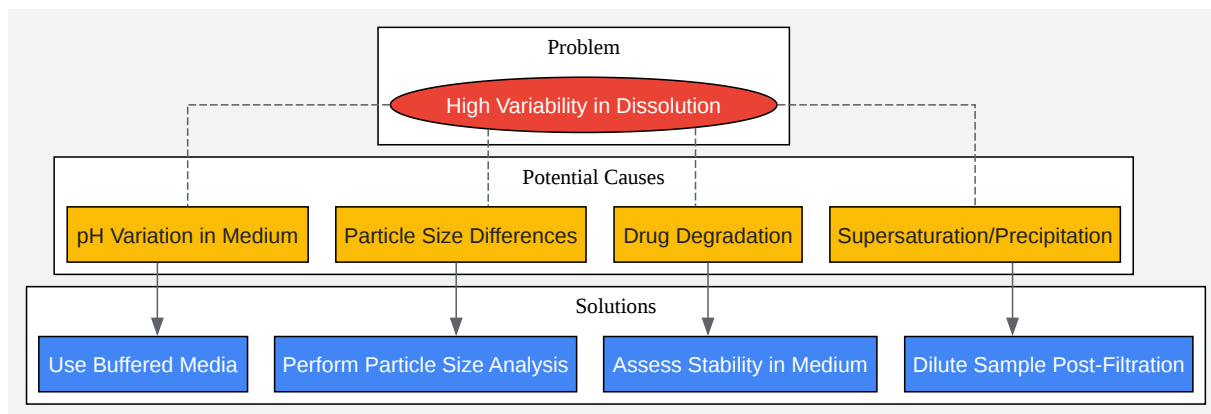 Problem
High Variability in Dissolution
Potential Causes
pH Variation in Medium
Particle Size Differences
Drug Degradation
Supersaturation/Precipitation
Solutions
Use Buffered Media
Perform Particle Size Analysis
Assess Stability in Medium
Dilute Sample Post-Filtration